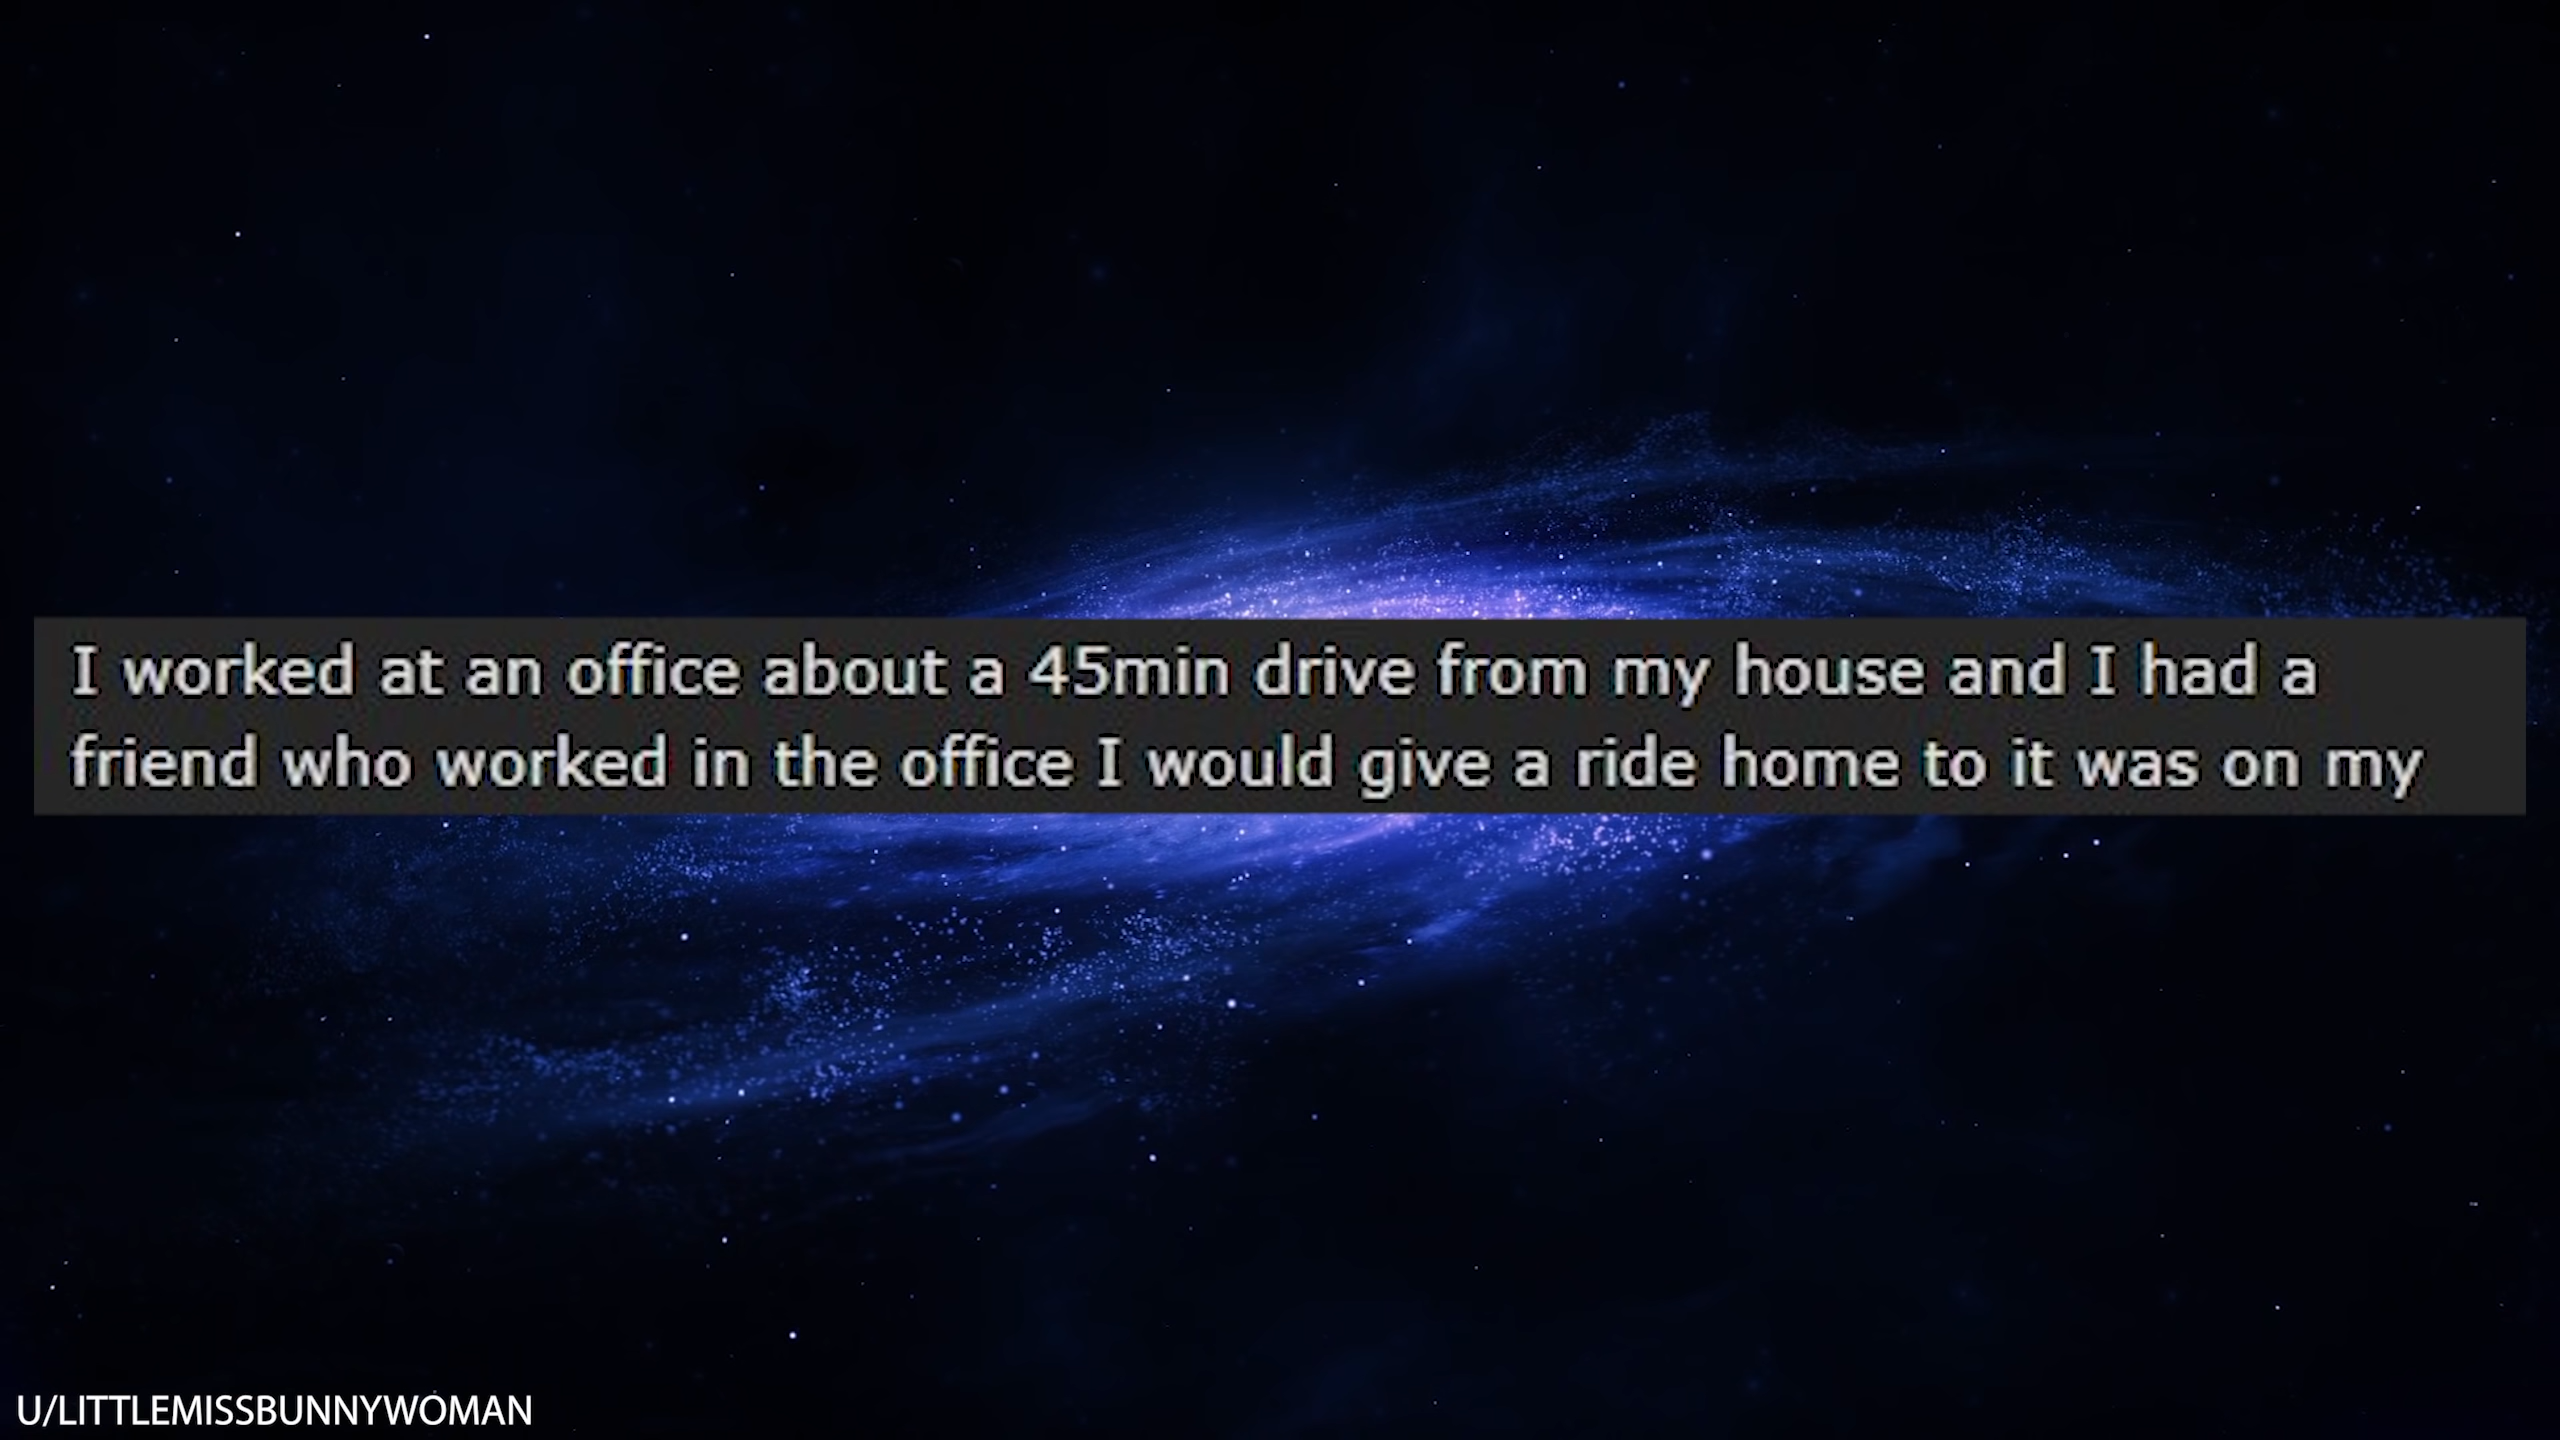 I worked at an office about a 45min drive from my house and I had a
friend who worked in the office I would give a ride home to it was on my
U/LITTLEMISSBUNNYWOMAN